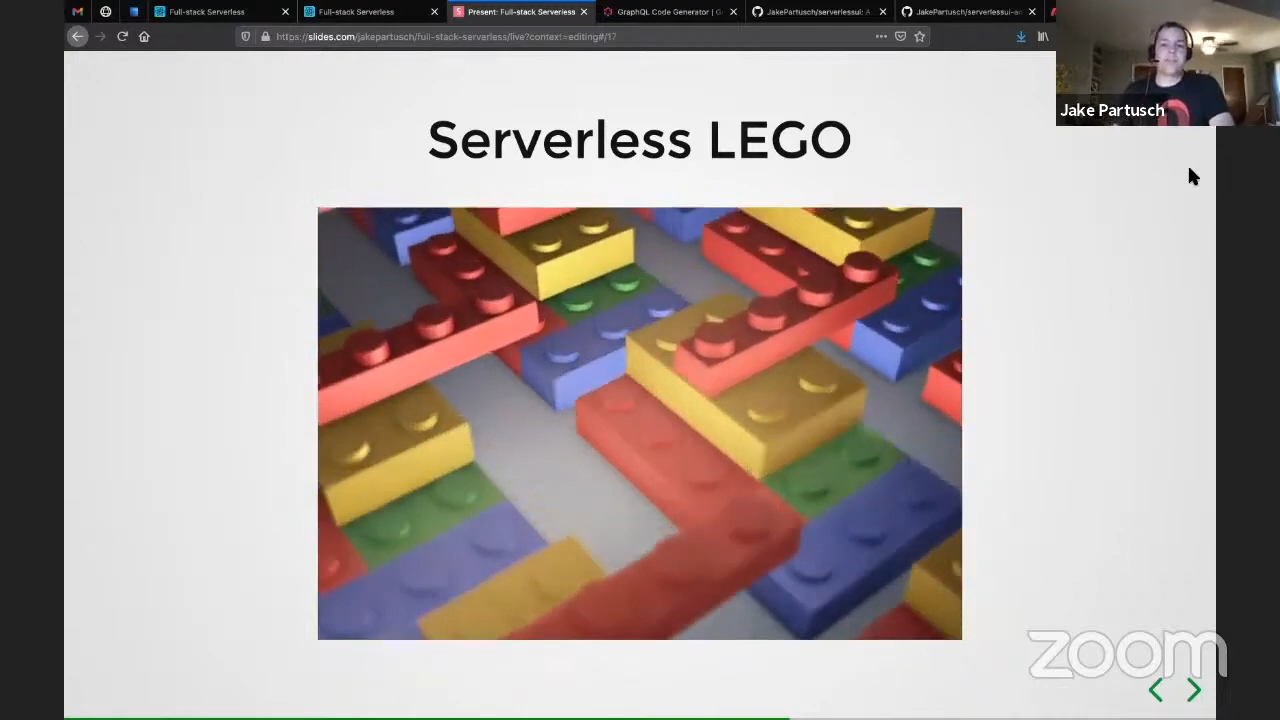 Full-stack Serverless
Full-stack Serverless
Present: Full-stack Serverless
GraphQL Code Generator | G
JakePartusch/serverlessui: A
JakePartusch/serverlessui-
https://slides.com/jakepartusch/full-stack-serverless/live?context=editing#/17
Jake Partusch
Serverless LEGO
zoom